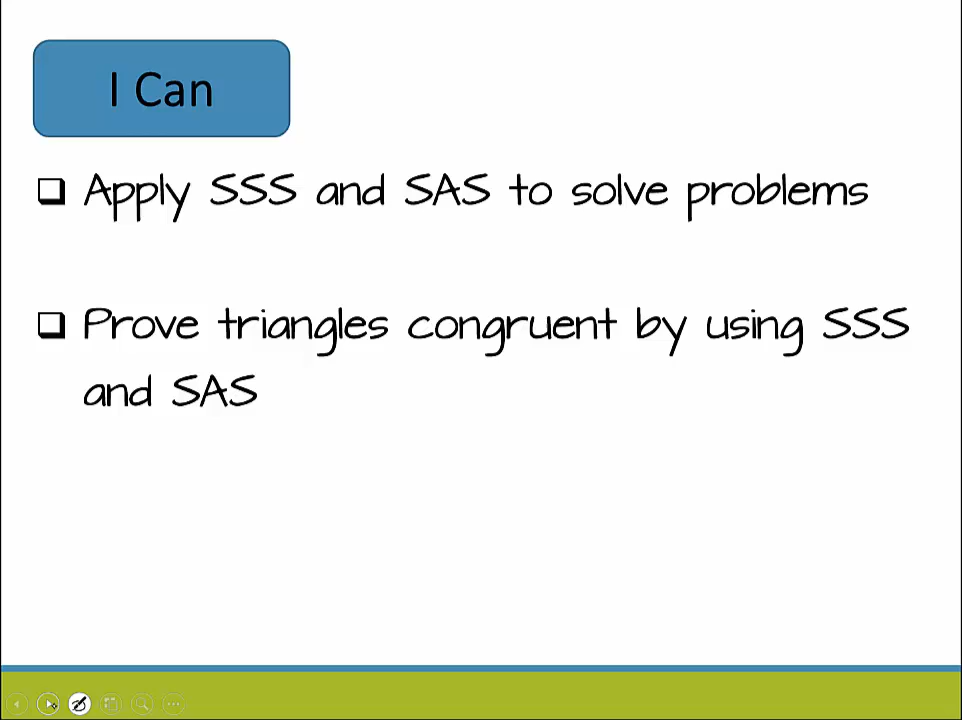 I Can
Apply SSS and SAS to solve problems
Prove triangles congruent by using SSS
and SAS